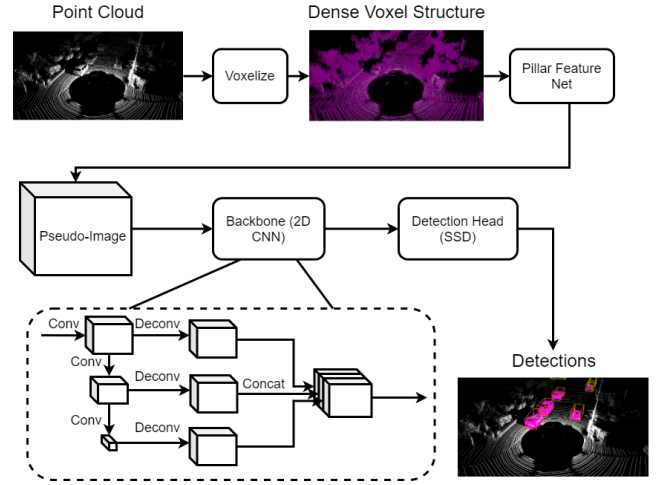 Point Cloud
Dense Voxel Structure
Voxelize
Pillar Feature
Net
Pseudo-Image
Backbone (2D
CNN)
Detection Head
(SSD)
Conv
Deconv
Conv
Deconv
Concat
Conv
Deconv
Detections